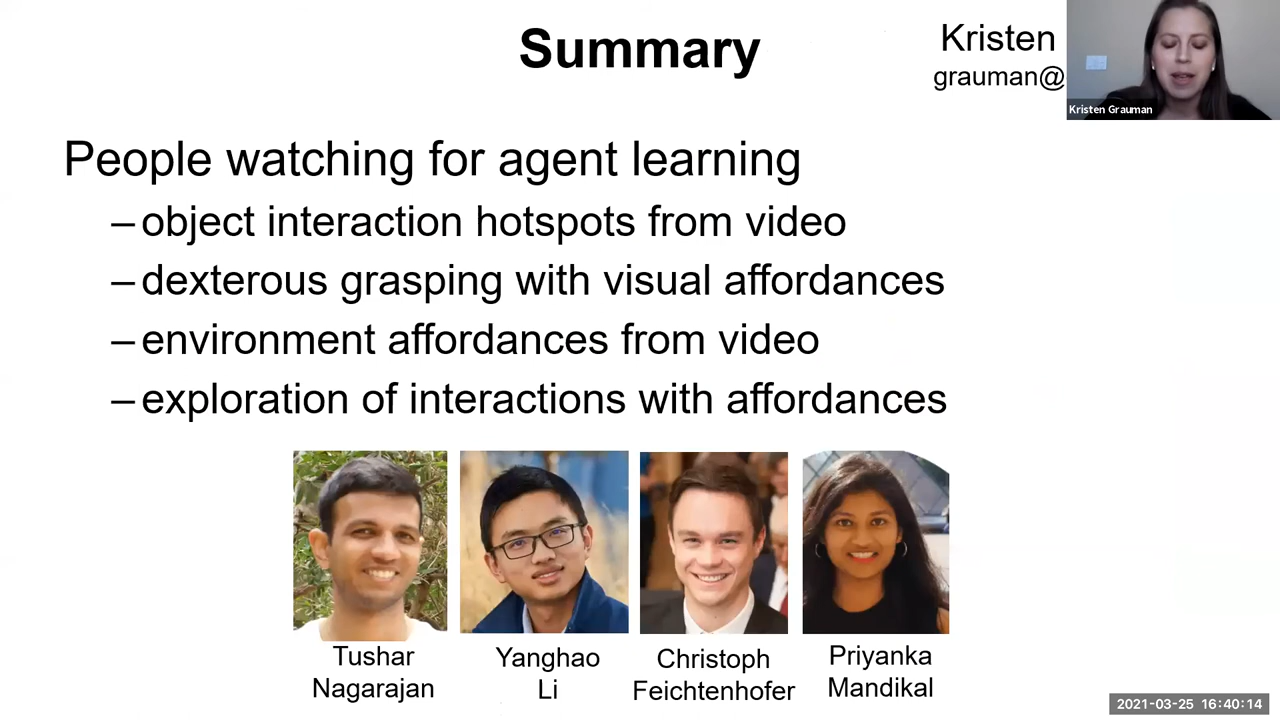 Summary
Kristen
grauman@
Kristen Grauman
People watching for agent learning
– object interaction hotspots from video
– dexterous grasping with visual affordances
– environment affordances from video
– exploration of interactions with affordances
Tushar
Nagarajan
Yanghao
Li
Christoph
Feichtenhofer
Priyanka
Mandikal
2021-03-25 16:40:14